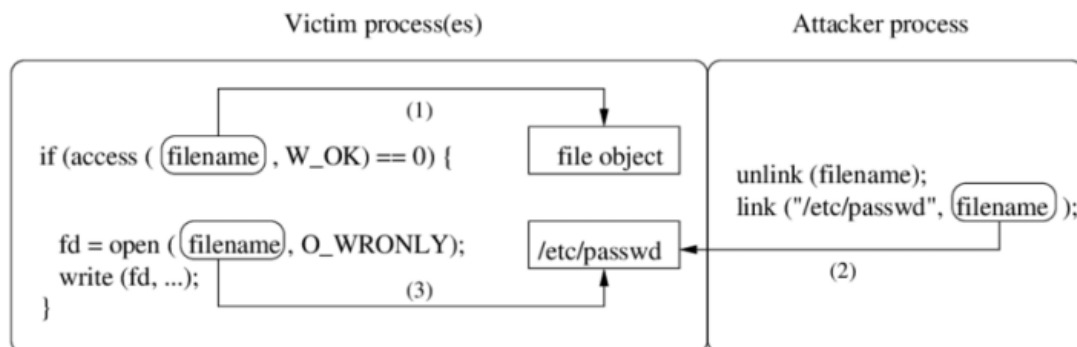 Victim process(es)
Attacker process
(1)
if (access ( filename , W_OK) == 0) {
file object
unlink (filename);
link ("/etc/passwd", filename );
fd = open ( filename, O_WRONLY);
/etc/passwd
write (fd, ...);
(2)
(3)
}